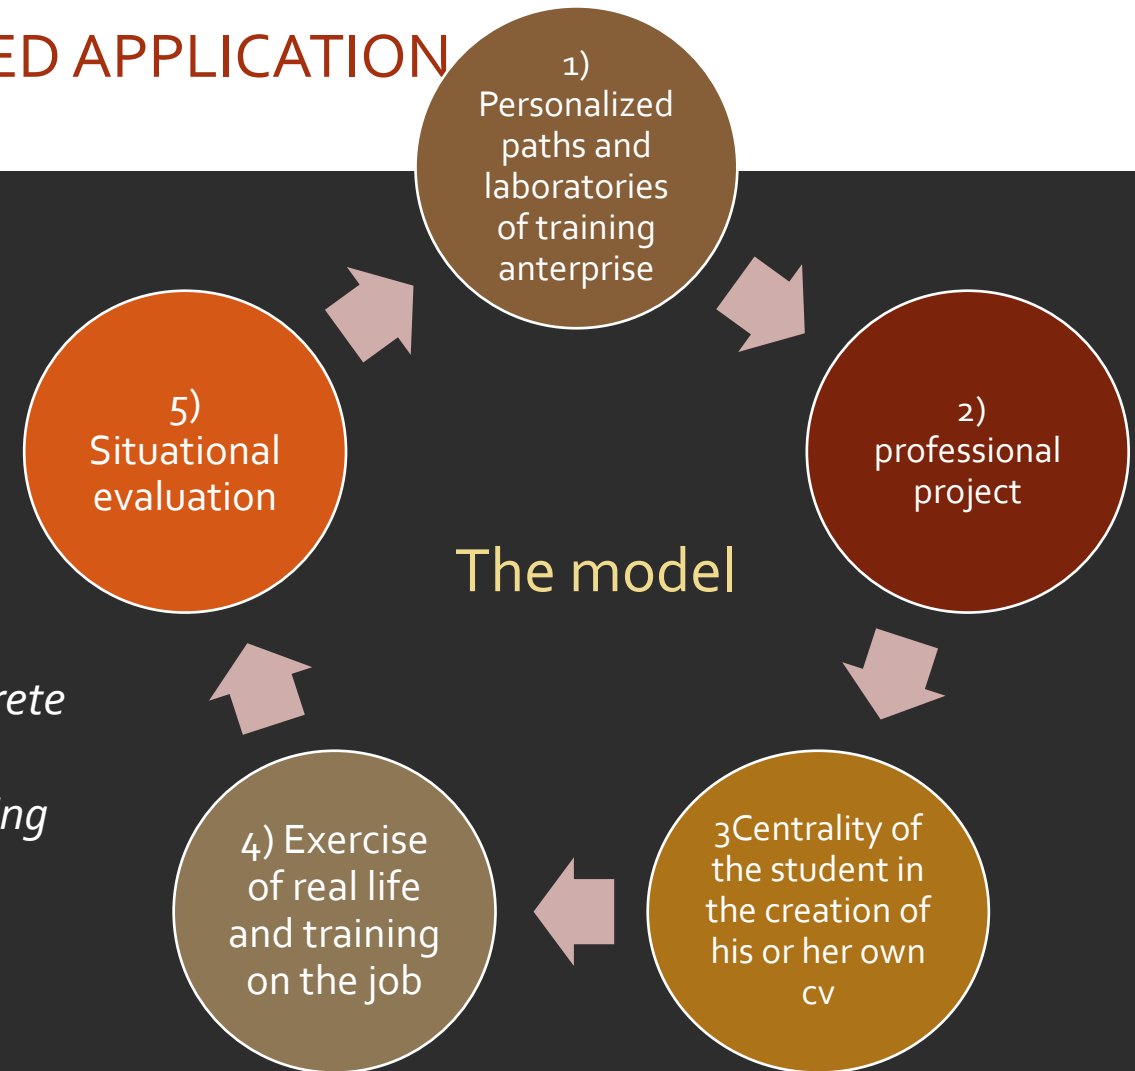 ED APPLICATION
1)
Personalized
paths and
laboratories
of training
anterprise
2)
professional
project
3Centrality of
the student in
the creation of
his or her own
cv
4) Exercise
of real life
and training
on the job
5)
Situational
evaluation
The model
rete
ing